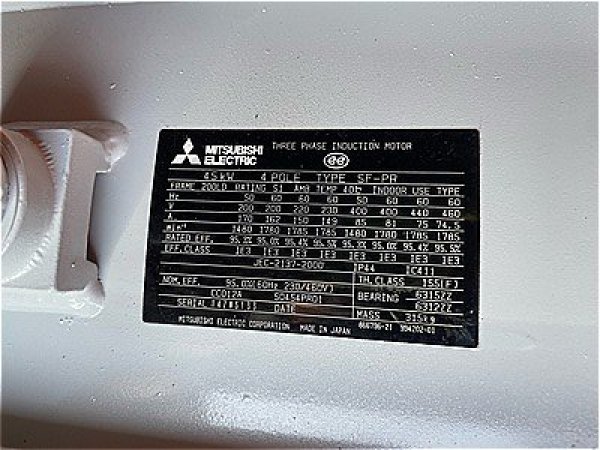 MITSUBISHI ELECTRIC THREE PHASE INDUCTION MOTOR
45kW 4 POLE TYPE SF-PR
FRAME 200LD RATING S1 AMB TEMP 40℃ INDOOR USE TYPE
Hz 50 60 60 60 50 60 60 60
V 200 200 220 230 400 400 440 460
A 170 162 150 149 85 81 75 74.5
min⁻¹ 1480 1780 1785 1785 1480 1780 1785 1785
RATED EFF. 95.3% 95.0% 95.4% 95.5% 95.3% 95.0% 95.4% 95.5%
EFF.CLASS IE3 IE3 IE3 IE3 IE3 IE3 IE3 IE3
JEC-2137-2000 IP44 IC411
NOM.EFF. 95.0%(60Hz 230/460V) TH.CLASS 155(F)
CC012A SD454PR01 BEARING 6315ZZ
SERIAL DATE 6312ZZ
MASS 315kg
MITSUBISHI ELECTRIC CORPORATION MADE IN JAPAN